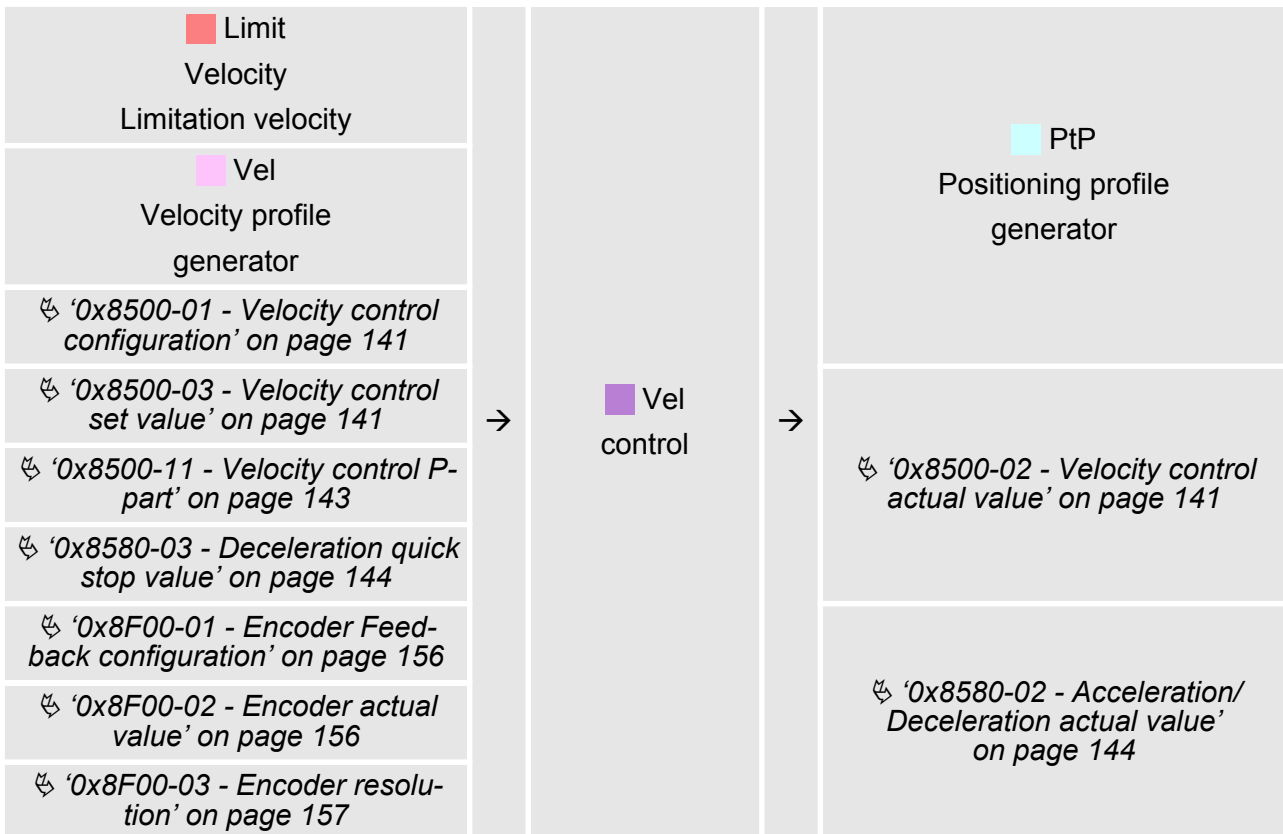 Limit
Velocity
Limitation velocity
Vel
Velocity profile
generator
↳ ‘0x8500-01 - Velocity control
configuration’ on page 141
↳ ‘0x8500-03 - Velocity control
set value’ on page 141
↳ ‘0x8500-11 - Velocity control P-
part’ on page 143
↳ ‘0x8580-03 - Deceleration quick
stop value’ on page 144
↳ ‘0x8F00-01 - Encoder Feed-
back configuration’ on page 156
↳ ‘0x8F00-02 - Encoder actual
value’ on page 156
↳ ‘0x8F00-03 - Encoder resolu-
tion’ on page 157
→
Vel
control
→
PtP
Positioning profile
generator
↳ ‘0x8500-02 - Velocity control
actual value’ on page 141
↳ ‘0x8580-02 - Acceleration/
Deceleration actual value’
on page 144